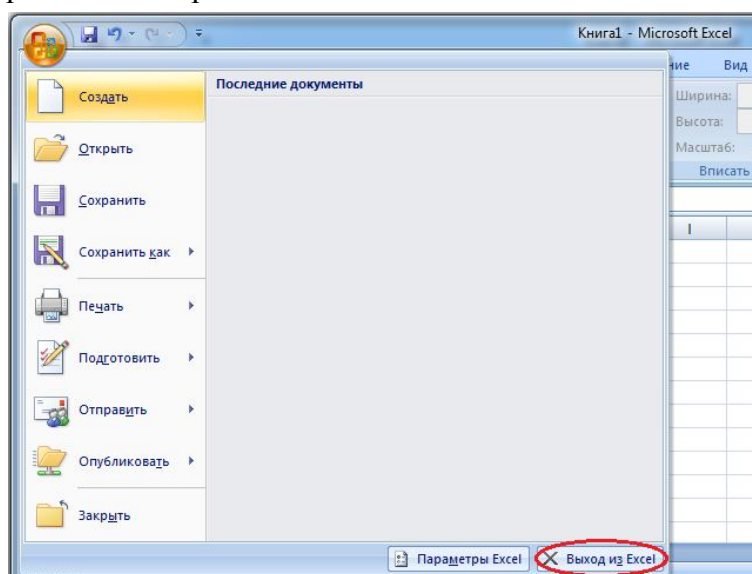 Книга1 - Microsoft Excel
Вид
Создать
Последние документы
Ширина:
Открыть
Высота:
Масштаб:
Вписать
Сохранить
I
Сохранить как
Печать
Подготовить
Отправить
Опубликовать
Закрыть
Параметры Excel
Выход из Excel